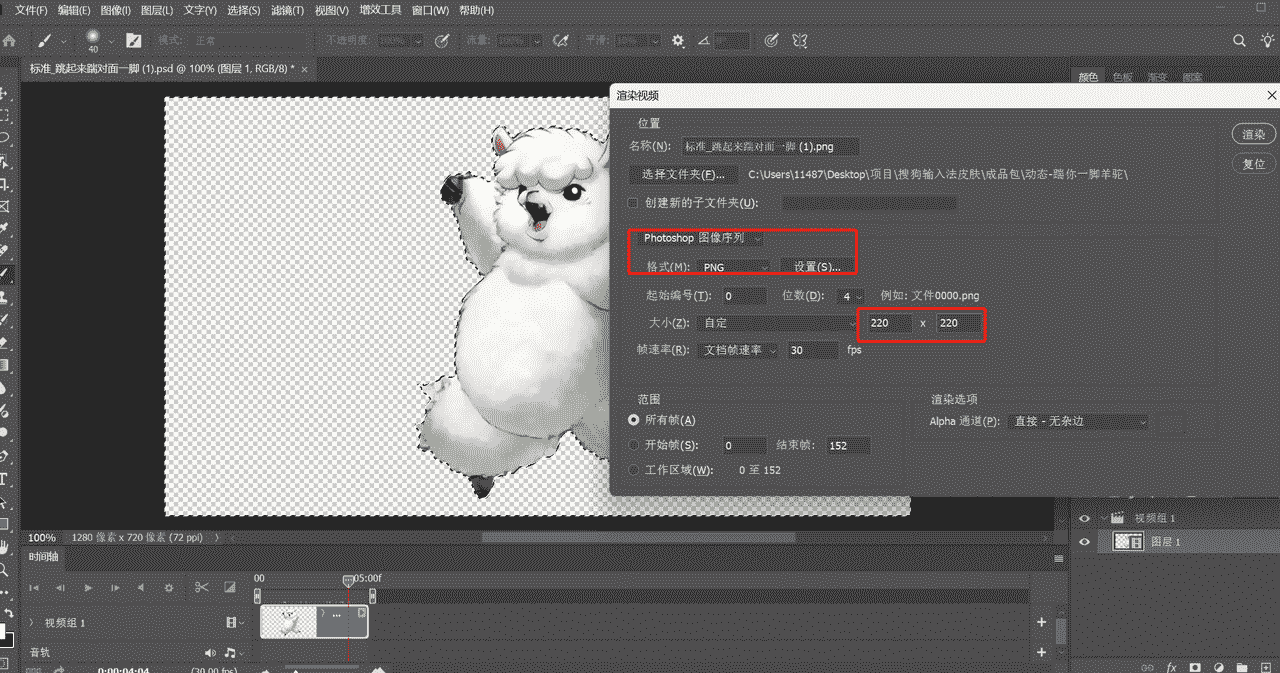 文件(F) 编辑(E) 图像(I) 图层(L) 文字(Y) 选择(S) 滤镜(T) 视图(V) 增效工具 窗口(W) 帮助(H)
40 模式: 正常 不透明度: 流量: 平滑:
标准_跳起来踹对面一脚 (1).psd @ 100% (图层 1, RGB/8) * ×
颜色 色板 渐变 图案
渲染视频
位置
渲染
名称(N): 标准_跳起来踹对面一脚 (1).png
复位
选择文件夹(F)... C:\Users\11487\Desktop\项目\搜狗输入法皮肤\成品包\动态-踹你一脚羊驼\
创建新的子文件夹(U):
Photoshop 图像序列
格式(M): PNG 设置(S)...
起始编号(T): 0 位数(D): 4 例如: 文件0000.png
大小(Z): 自定 220 x 220
帧速率(R): 文档帧速率 30 fps
范围 渲染选项
所有帧(A) Alpha 通道(P): 直接 - 无杂边
开始帧(S): 0 结束帧: 152
工作区域(W): 0 至 152
视频组 1
图层 1
100% 1280 像素 x 720 像素 (72 ppi)
时间轴
00 05:00f
视频组 1
音轨
0:00:04:04 (30.00 fps)
fx